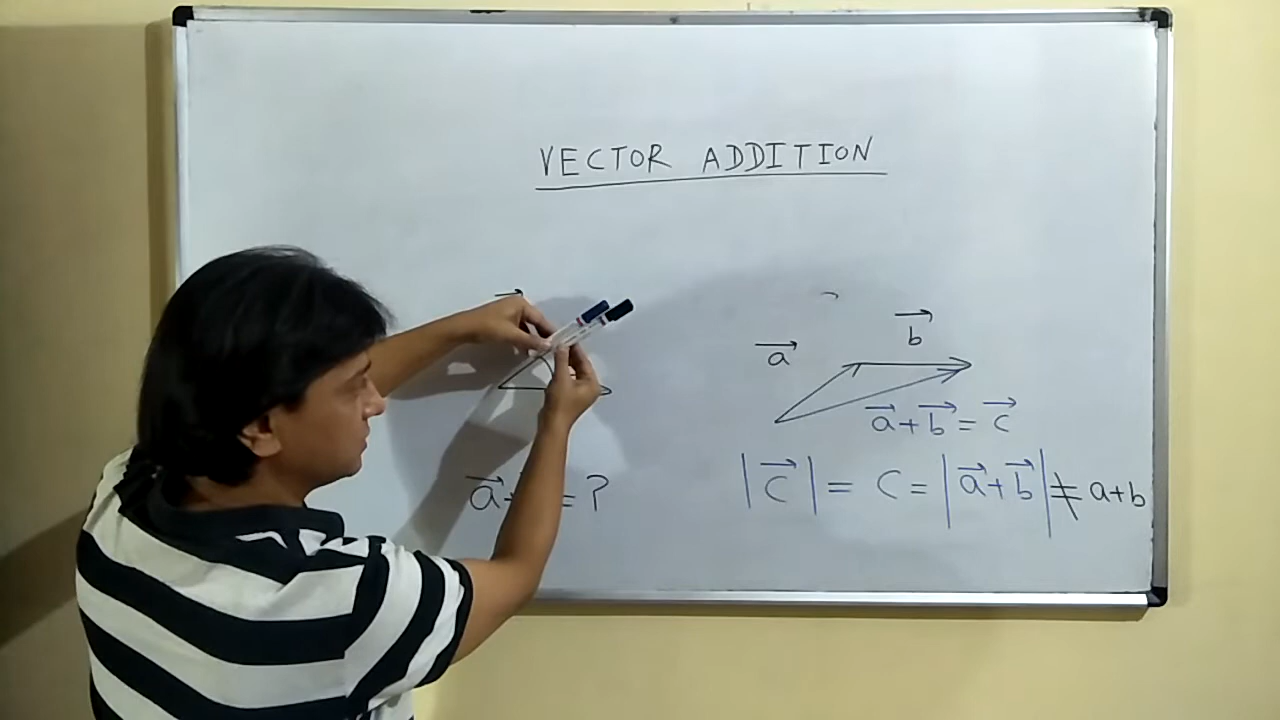 VECTOR ADDITION
a⃗
b⃗
a⃗ + b⃗ = c⃗
a⃗ + = ?
|c⃗| = c = |a⃗ + b⃗| ≠ a + b